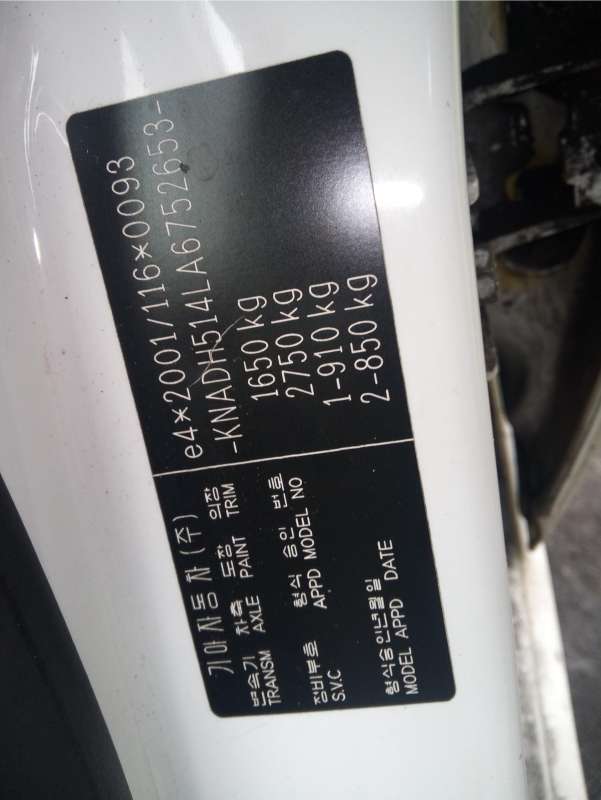 e4*2001/116*0093
-KNADH514LA6752653-
1650 kg
2750 kg
1-910 kg
2-850 kg
기아자동차(주)
변속기 차축 도장 의장
TRANSM AXLE PAINT TRIM
장비부호 형식 승인 번호
S.V.C APPD MODEL NO
형식승인년월일
MODEL APPD DATE